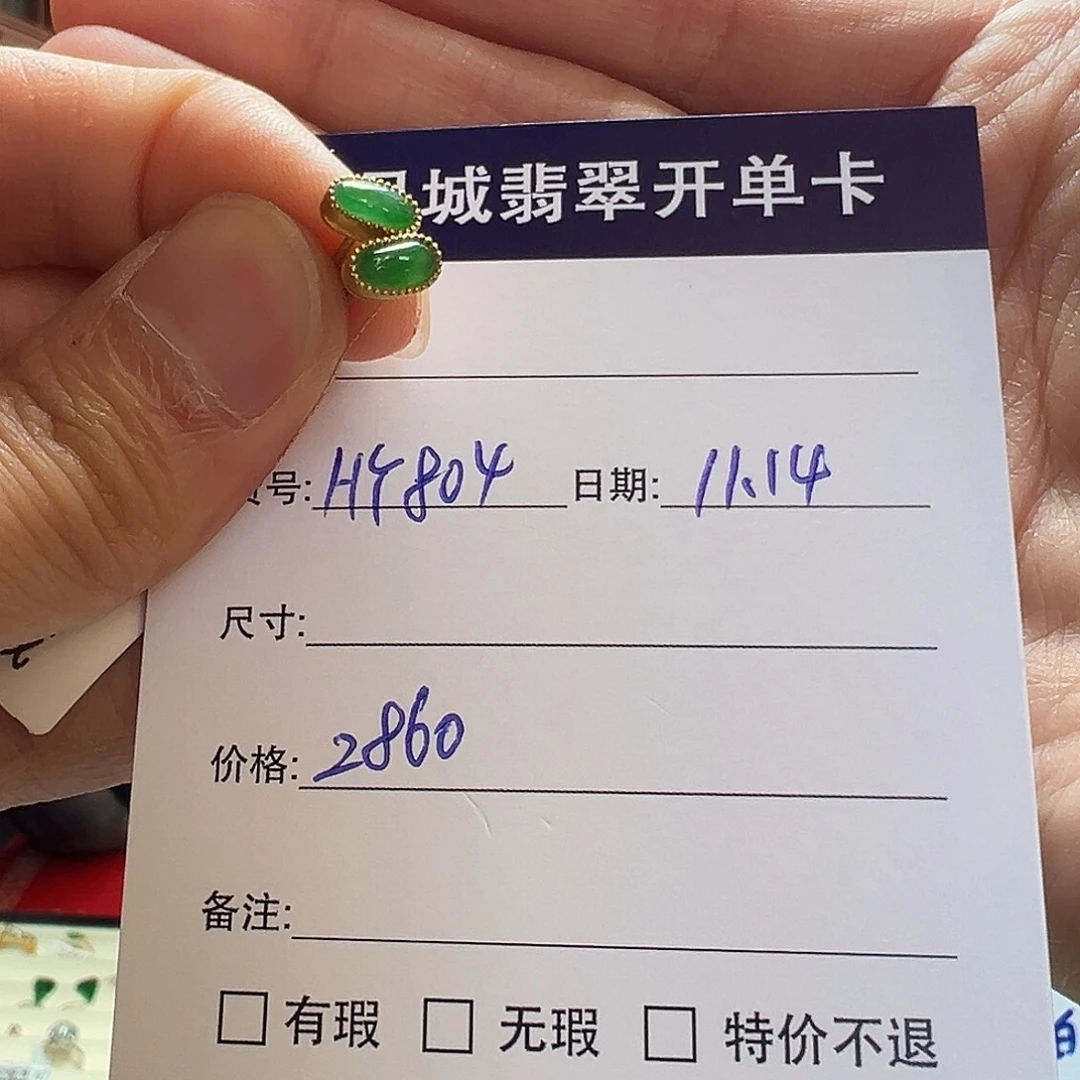 城翡翠开单卡
号: HY804 日期: 11.14
尺寸:
价格: 2860
备注:
有瑕 无瑕 特价不退